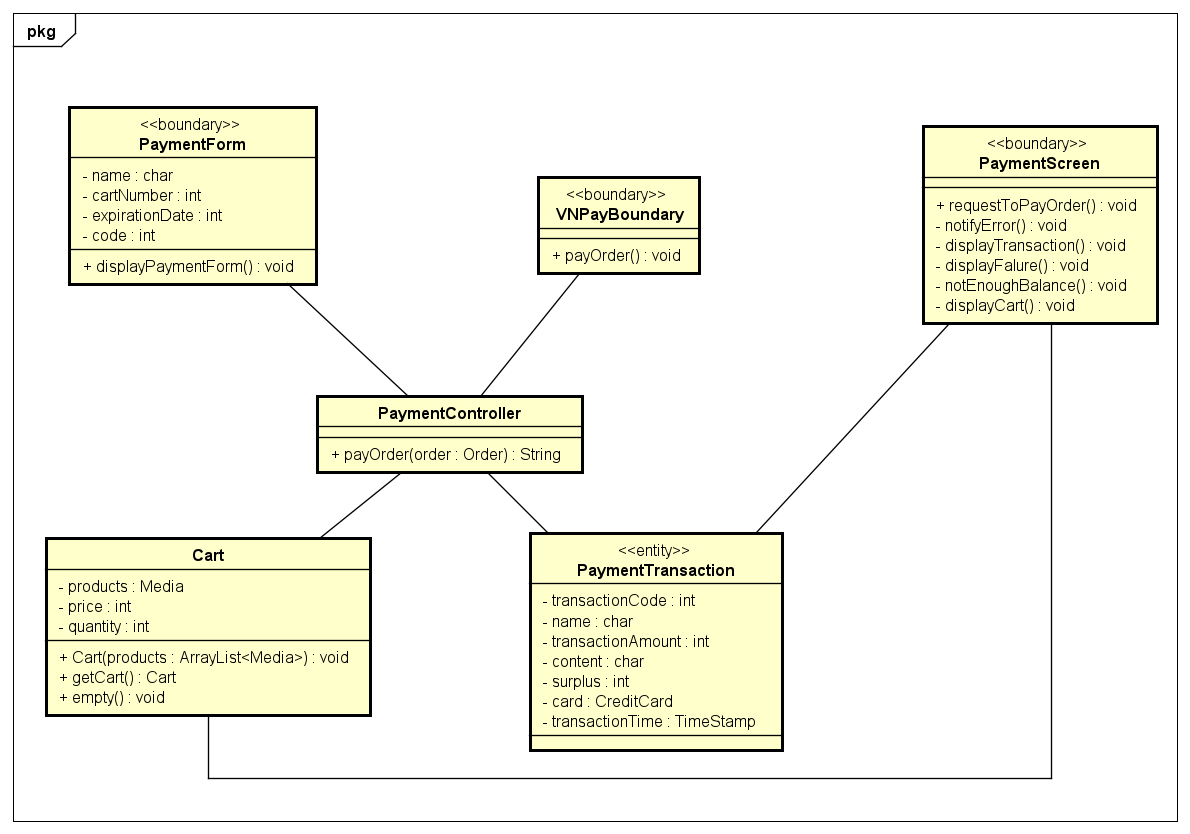 pkg
<<boundary>>
PaymentForm
- name : char
- cartNumber : int
- expirationDate : int
- code : int
+ displayPaymentForm() : void
<<boundary>>
VNPayBoundary
+ payOrder() : void
<<boundary>>
PaymentScreen
+ requestToPayOrder() : void
- notifyError() : void
- displayTransaction() : void
- displayFalure() : void
- notEnoughBalance() : void
- displayCart() : void
PaymentController
+ payOrder(order : Order) : String
Cart
- products : Media
- price : int
- quantity : int
+ Cart(products : ArrayList<Media>) : void
+ getCart() : Cart
+ empty() : void
<<entity>>
PaymentTransaction
- transactionCode : int
- name : char
- transactionAmount : int
- content : char
- surplus : int
- card : CreditCard
- transactionTime : TimeStamp